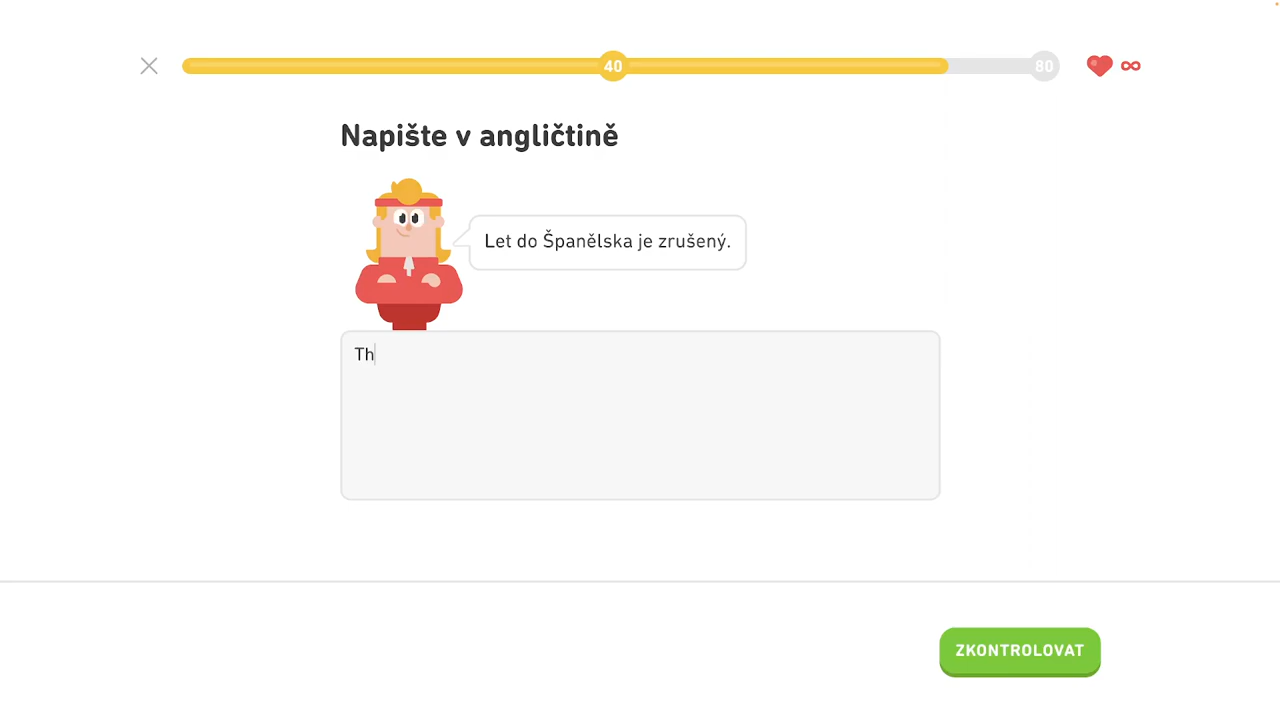 40
80
∞
Napište v angličtině
Let do Španělska je zrušený.
Th
ZKONTROLOVAT